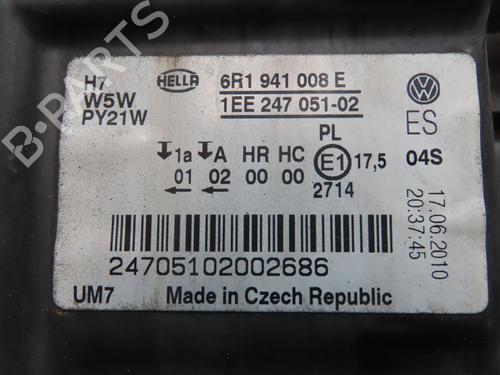 H7
W5W
PY21W
HELLA
6R1 941 008 E
1EE 247 051-02
ES
04S
17.06.2010
20:37:45
PL
1a A HR HC E1 17,5
01 02 00 00 2714
24705102002686
UM7 Made in Czech Republic
B-PARTS